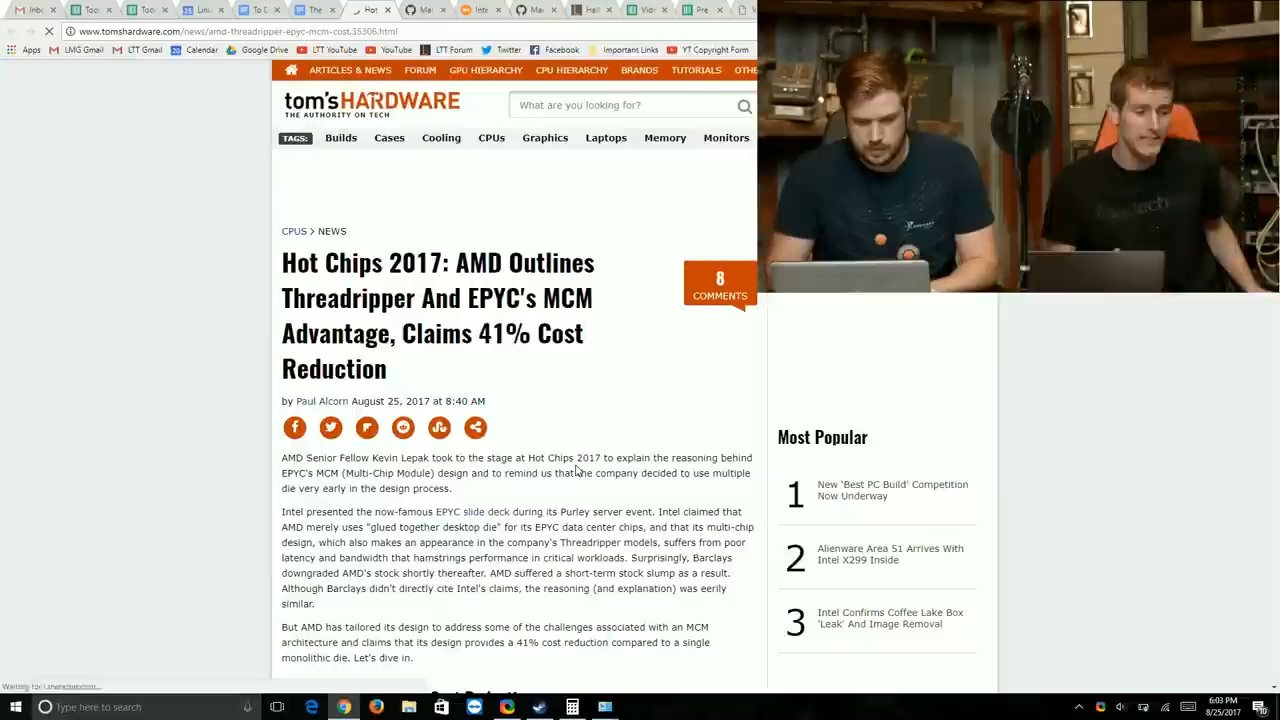 Hot
www.tomshardware.com/news/amd-threadripper-epyc-mcm-cost,35306.html
Apps M Inbox LMG Gmail LTT Gmail Calendar Google Drive LTT YouTube YouTube LTT Forum Twitter Facebook Important Links YT Copyright Form
ARTICLES & NEWS FORUM GPU HIERARCHY CPU HIERARCHY BRANDS TUTORIALS OTHE
tom'sHARDWARE
THE AUTHORITY ON TECH
What are you looking for?
TAGS: Builds Cases Cooling CPUs Graphics Laptops Memory Monitors
CPUS > NEWS
Hot Chips 2017: AMD Outlines
Threadripper And EPYC's MCM
Advantage, Claims 41% Cost
Reduction
8
COMMENTS
by Paul Alcorn August 25, 2017 at 8:40 AM
AMD Senior Fellow Kevin Lepak took to the stage at Hot Chips 2017 to explain the reasoning behind
EPYC's MCM (Multi-Chip Module) design and to remind us that the company decided to use multiple
die very early in the design process.
Intel presented the now-famous EPYC slide deck during its Purley server event. Intel claimed that
AMD merely uses "glued together desktop die" for its EPYC data center chips, and that its multi-chip
design, which also makes an appearance in the company's Threadripper models, suffers from poor
latency and bandwidth that hamstrings performance in critical workloads. Surprisingly, Barclays
downgraded AMD's stock shortly thereafter. AMD suffered a short-term stock slump as a result.
Although Barclays didn't directly cite Intel's claims, the reasoning (and explanation) was eerily
similar.
But AMD has tailored its design to address some of the challenges associated with an MCM
architecture and claims that its design provides a 41% cost reduction compared to a single
monolithic die. Let's dive in.
Most Popular
1 New 'Best PC Build' Competition
Now Underway
2 Alienware Area 51 Arrives With
Intel X299 Inside
3 Intel Confirms Coffee Lake Box
'Leak' And Image Removal
Type here to search
6:03 PM
8/25/2017